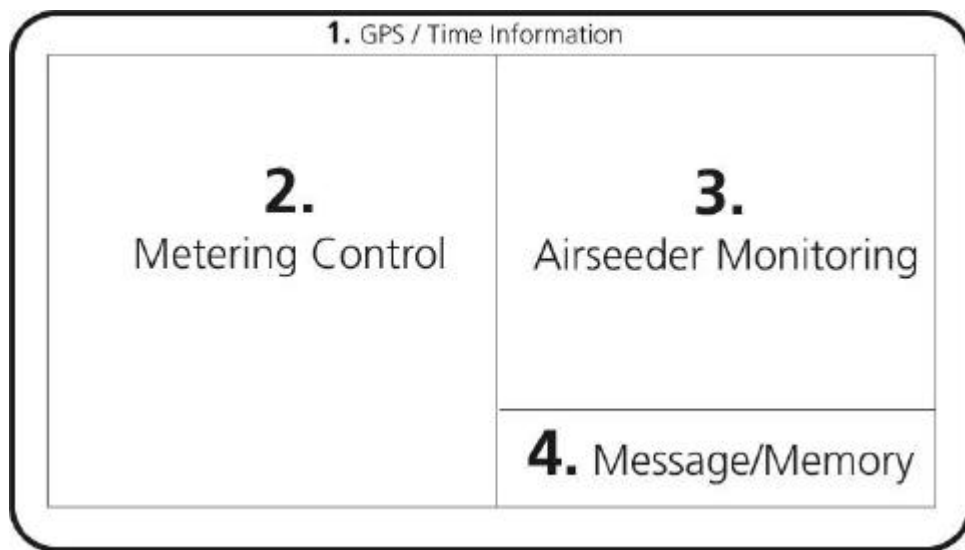 1. GPS / Time Information
2.
Metering Control
3.
Airseeder Monitoring
4. Message/Memory